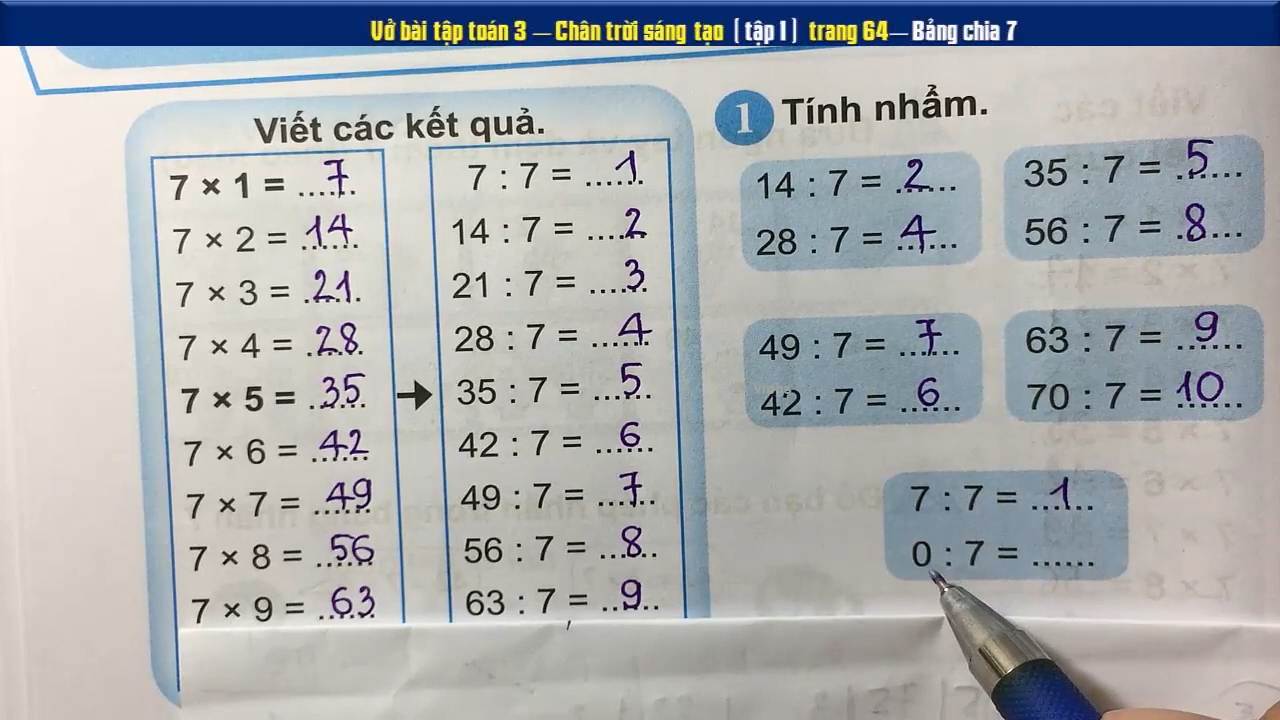 Vở bài tập toán 3 – Chân trời sáng tạo (tập 1) trang 64– Bảng chia 7
Viết các kết quả.
7 × 1 = ....7.
7 × 2 = .14.
7 × 3 = .21.
7 × 4 = .28.
7 × 5 = .35.
7 × 6 = .42
7 × 7 = .49
7 × 8 = .56
7 × 9 = .63
7 : 7 = .....1.
14 : 7 = ....2
21 : 7 = ....3.
28 : 7 = ...4.
35 : 7 = ...5..
42 : 7 = ...6..
49 : 7 = ...7..
56 : 7 = ...8..
63 : 7 = ..9..
1 Tính nhẩm.
14 : 7 = ..2....
28 : 7 = .4....
35 : 7 = .5....
56 : 7 = .8...
49 : 7 = ...7...
42 : 7 = ...6...
63 : 7 = ...9...
70 : 7 = 10....
7 : 7 = ...1...
0 : 7 = ......